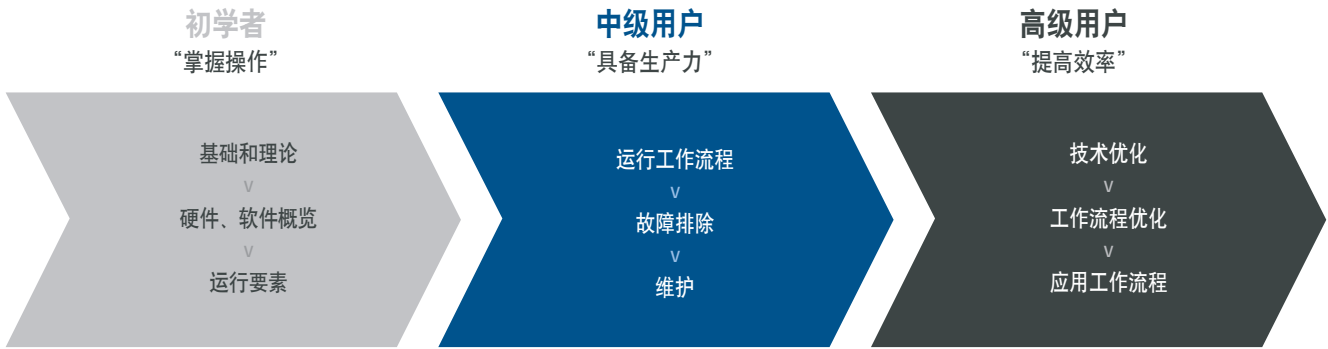 初学者
“掌握操作”
基础和理论
v
硬件、软件概览
v
运行要素
中级用户
“具备生产力”
运行工作流程
v
故障排除
v
维护
高级用户
“提高效率”
技术优化
v
工作流程优化
v
应用工作流程